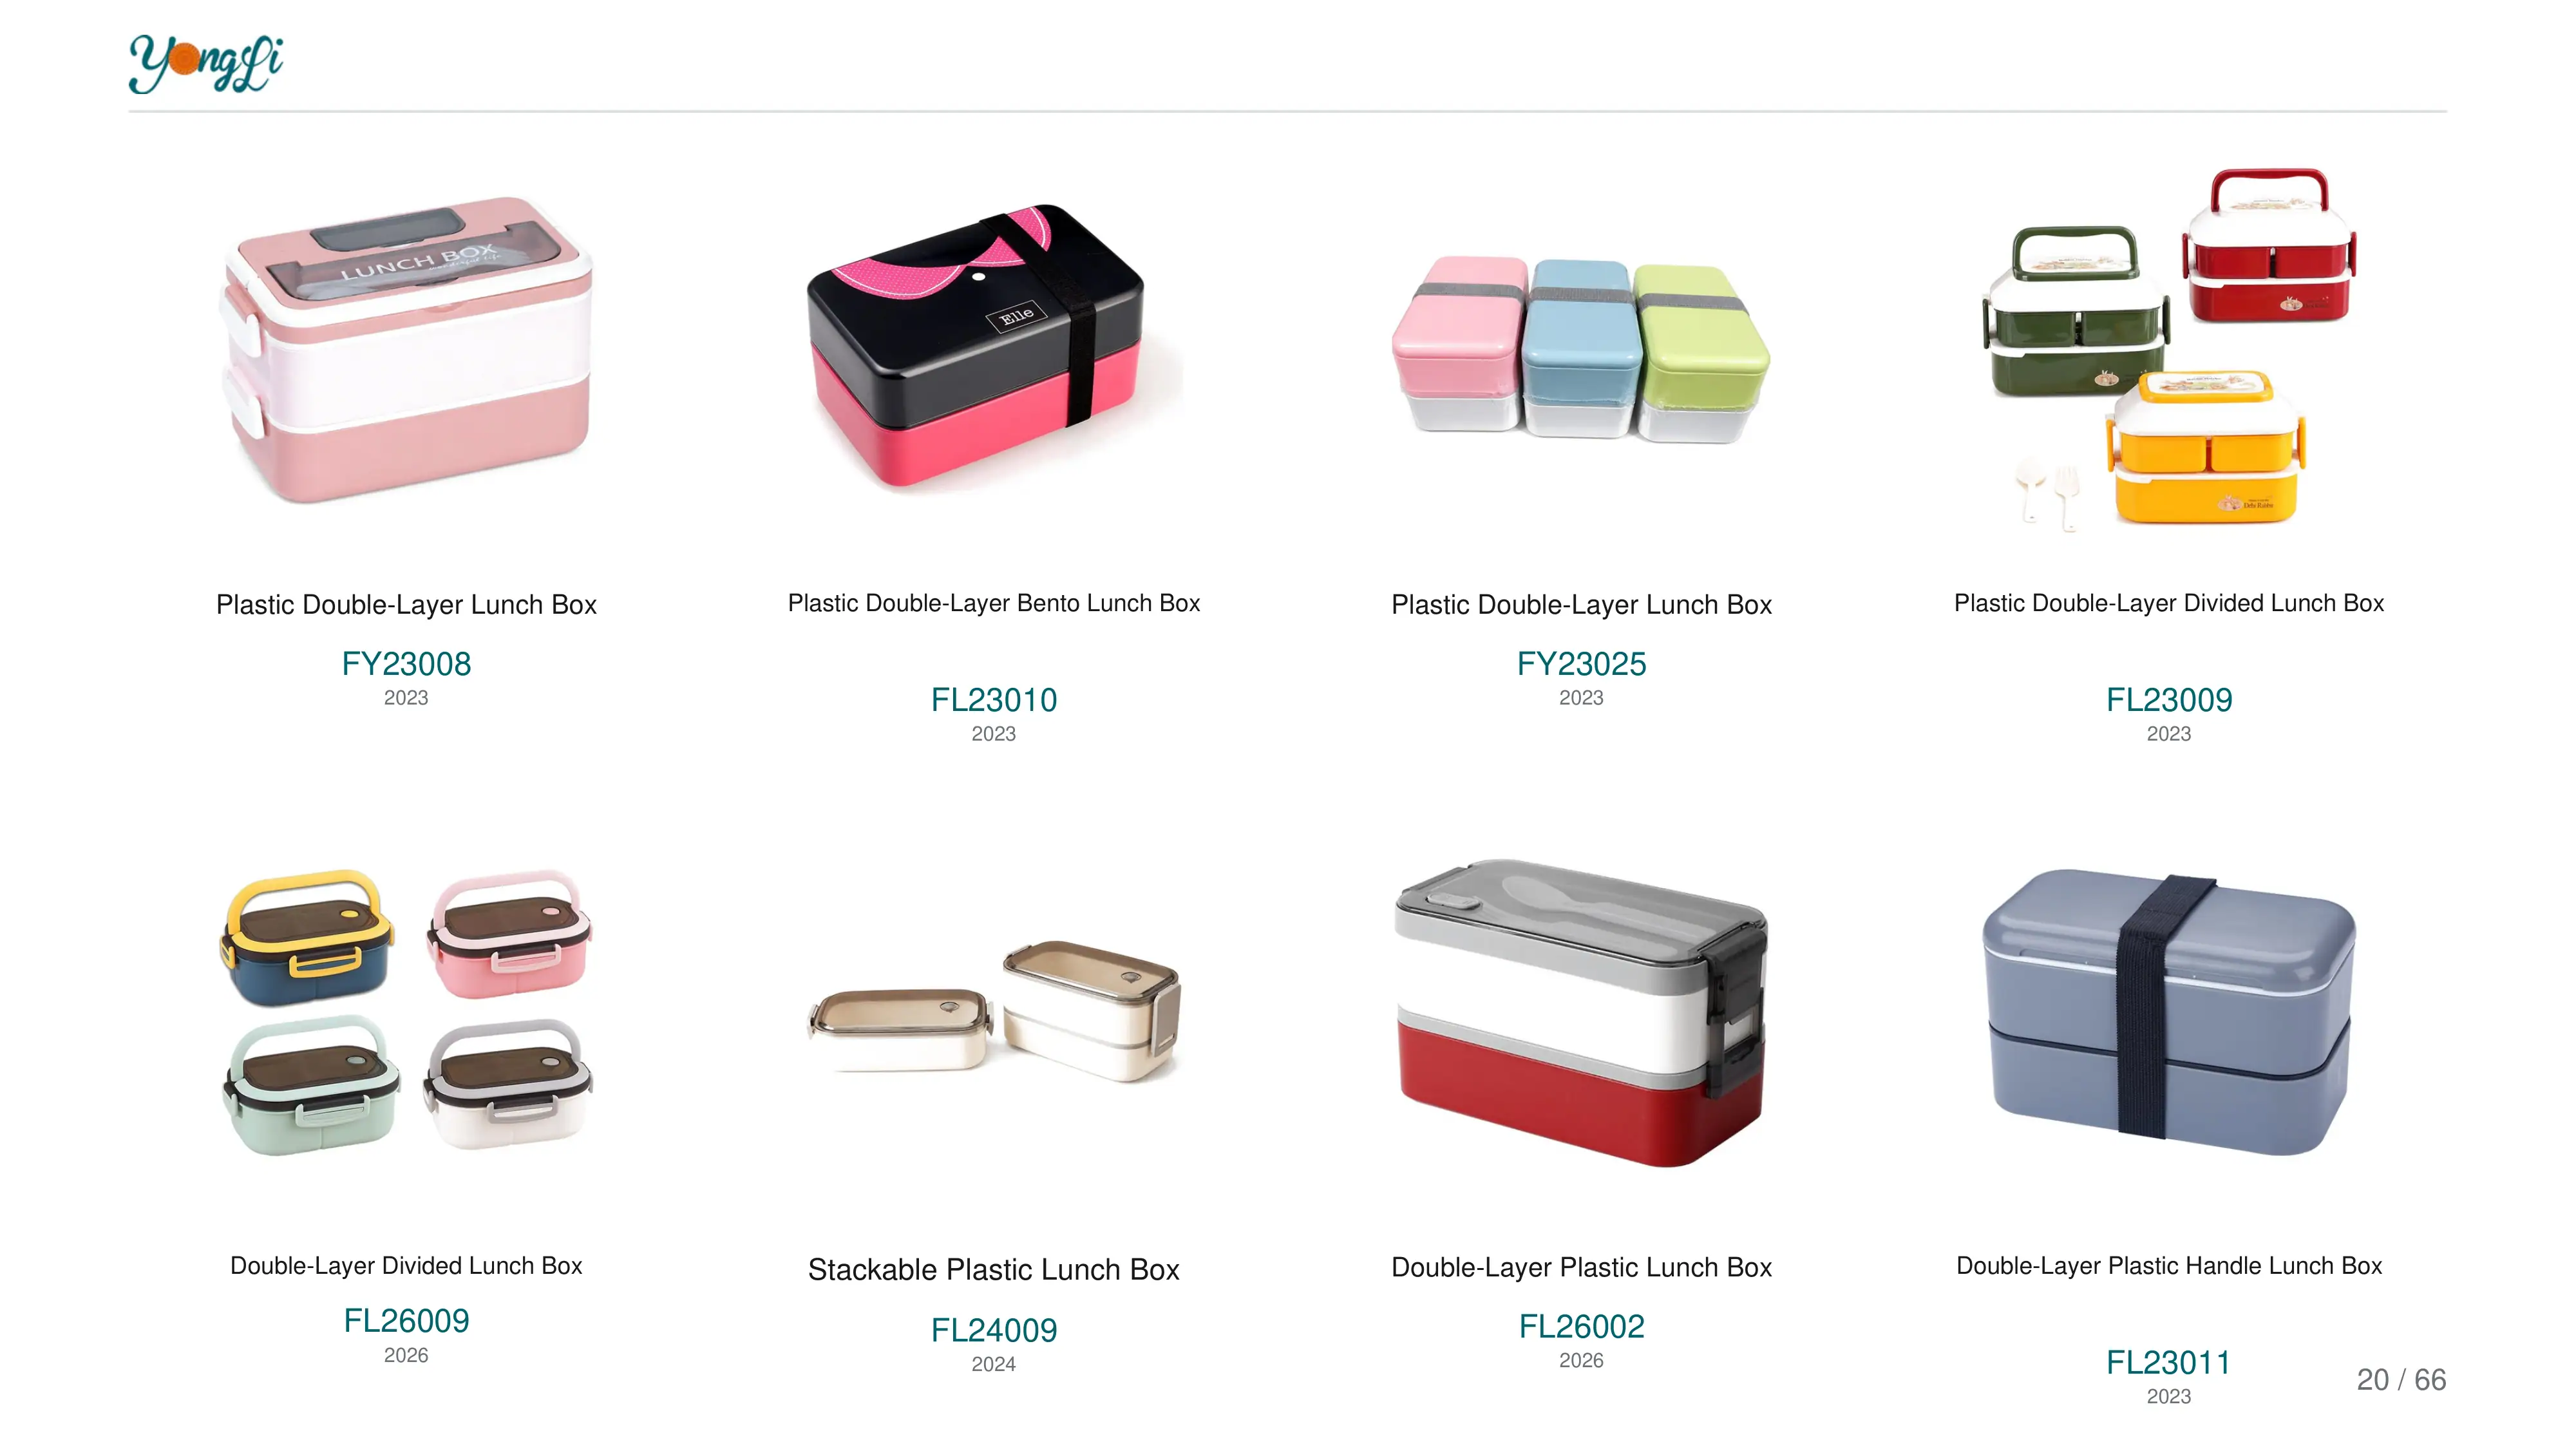 YongLi
LUNCH BOX
wonderful life
Elle
Plastic Double-Layer Lunch Box
FY23008
2023
Plastic Double-Layer Bento Lunch Box
FL23010
2023
Plastic Double-Layer Lunch Box
FY23025
2023
Plastic Double-Layer Divided Lunch Box
FL23009
2023
Double-Layer Divided Lunch Box
FL26009
2026
Stackable Plastic Lunch Box
FL24009
2024
Double-Layer Plastic Lunch Box
FL26002
2026
Double-Layer Plastic Handle Lunch Box
FL23011
2023
20 / 66